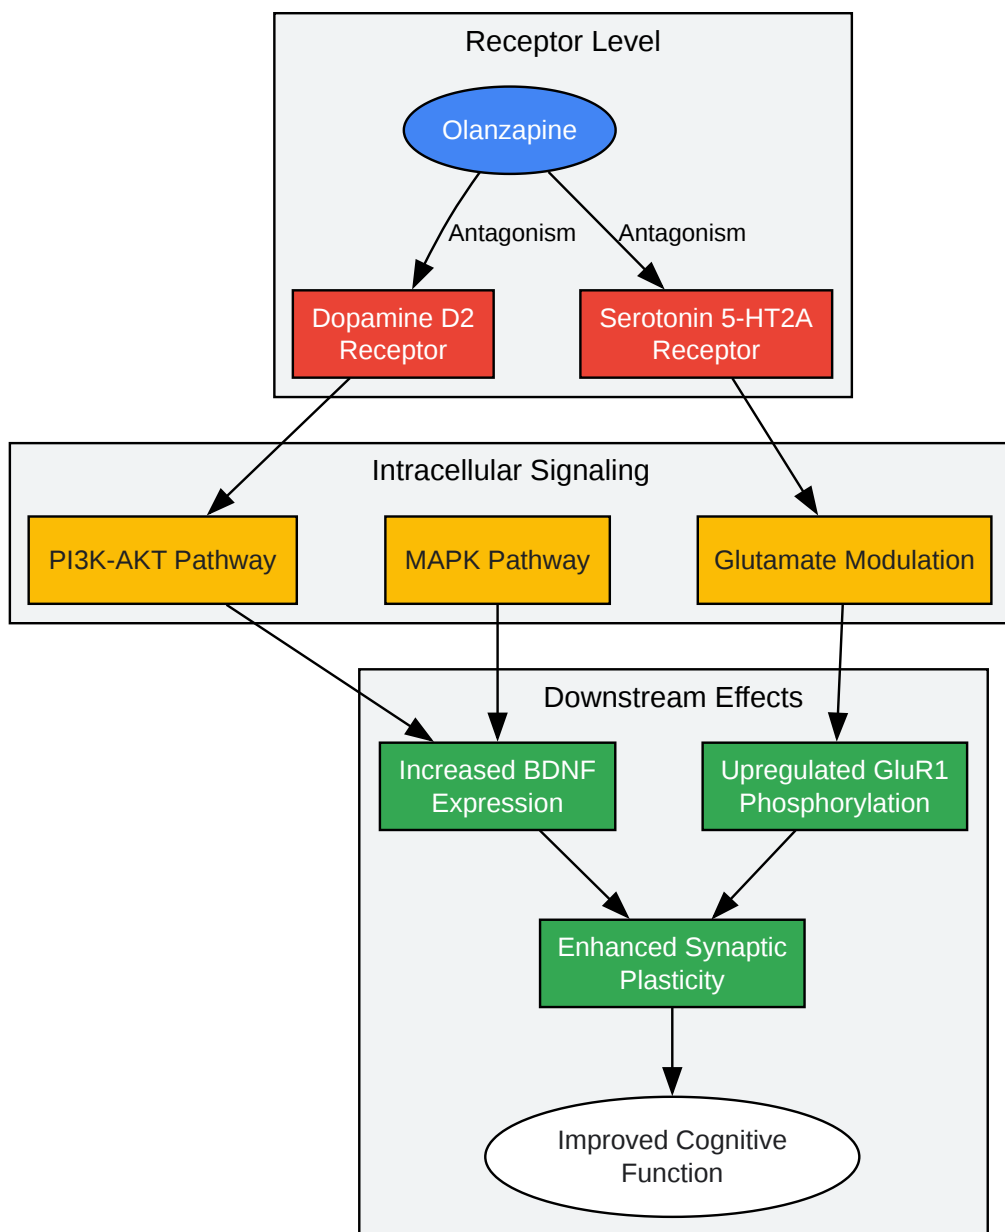 Receptor Level
Olanzapine
Antagonism
Antagonism
Dopamine D2
Receptor
Serotonin 5-HT2A
Receptor
Intracellular Signaling
PI3K-AKT Pathway
MAPK Pathway
Glutamate Modulation
Downstream Effects
Increased BDNF
Expression
Upregulated GluR1
Phosphorylation
Enhanced Synaptic
Plasticity
Improved Cognitive
Function